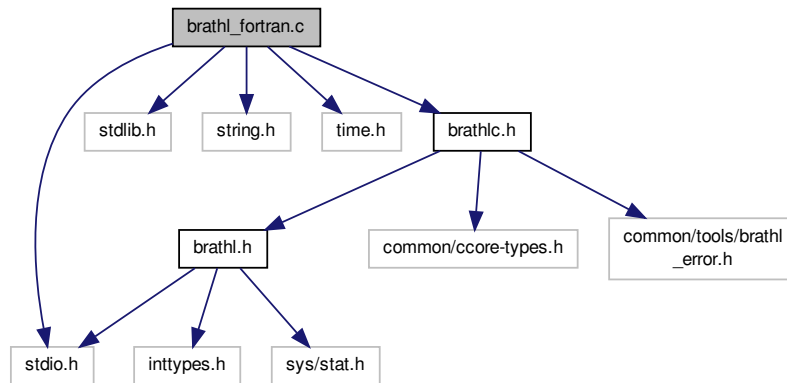 brathl_fortran.c
stdlib.h
string.h
time.h
brathlc.h
brathl.h
common/ccore-types.h
common/tools/brathl
_error.h
stdio.h
inttypes.h
sys/stat.h